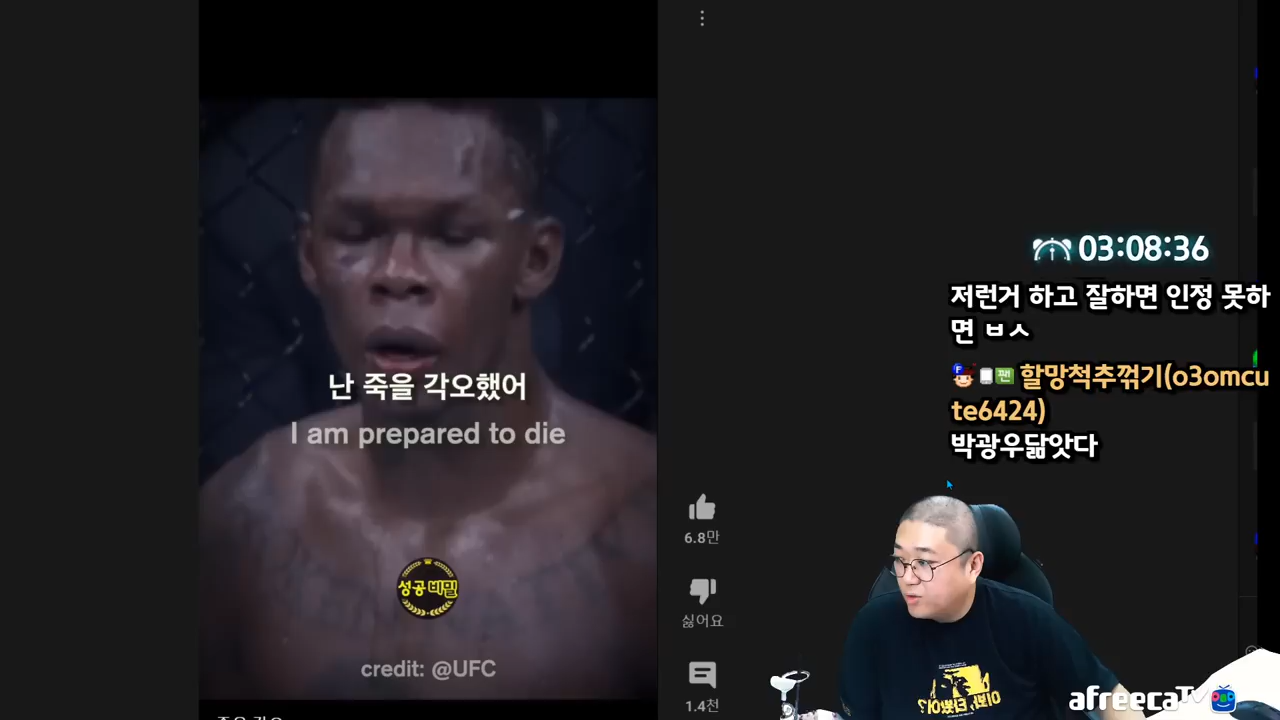 03:08:36
저런거 하고 잘하면 인정 못하
면 ㅂㅅ
할망척추꺾기(o3omcu
te6424)
박광우닮앗다
난 죽을 각오했어
I am prepared to die
성공 비밀
credit: @UFC
6.8만
싫어요
1.4천
afreecaTV